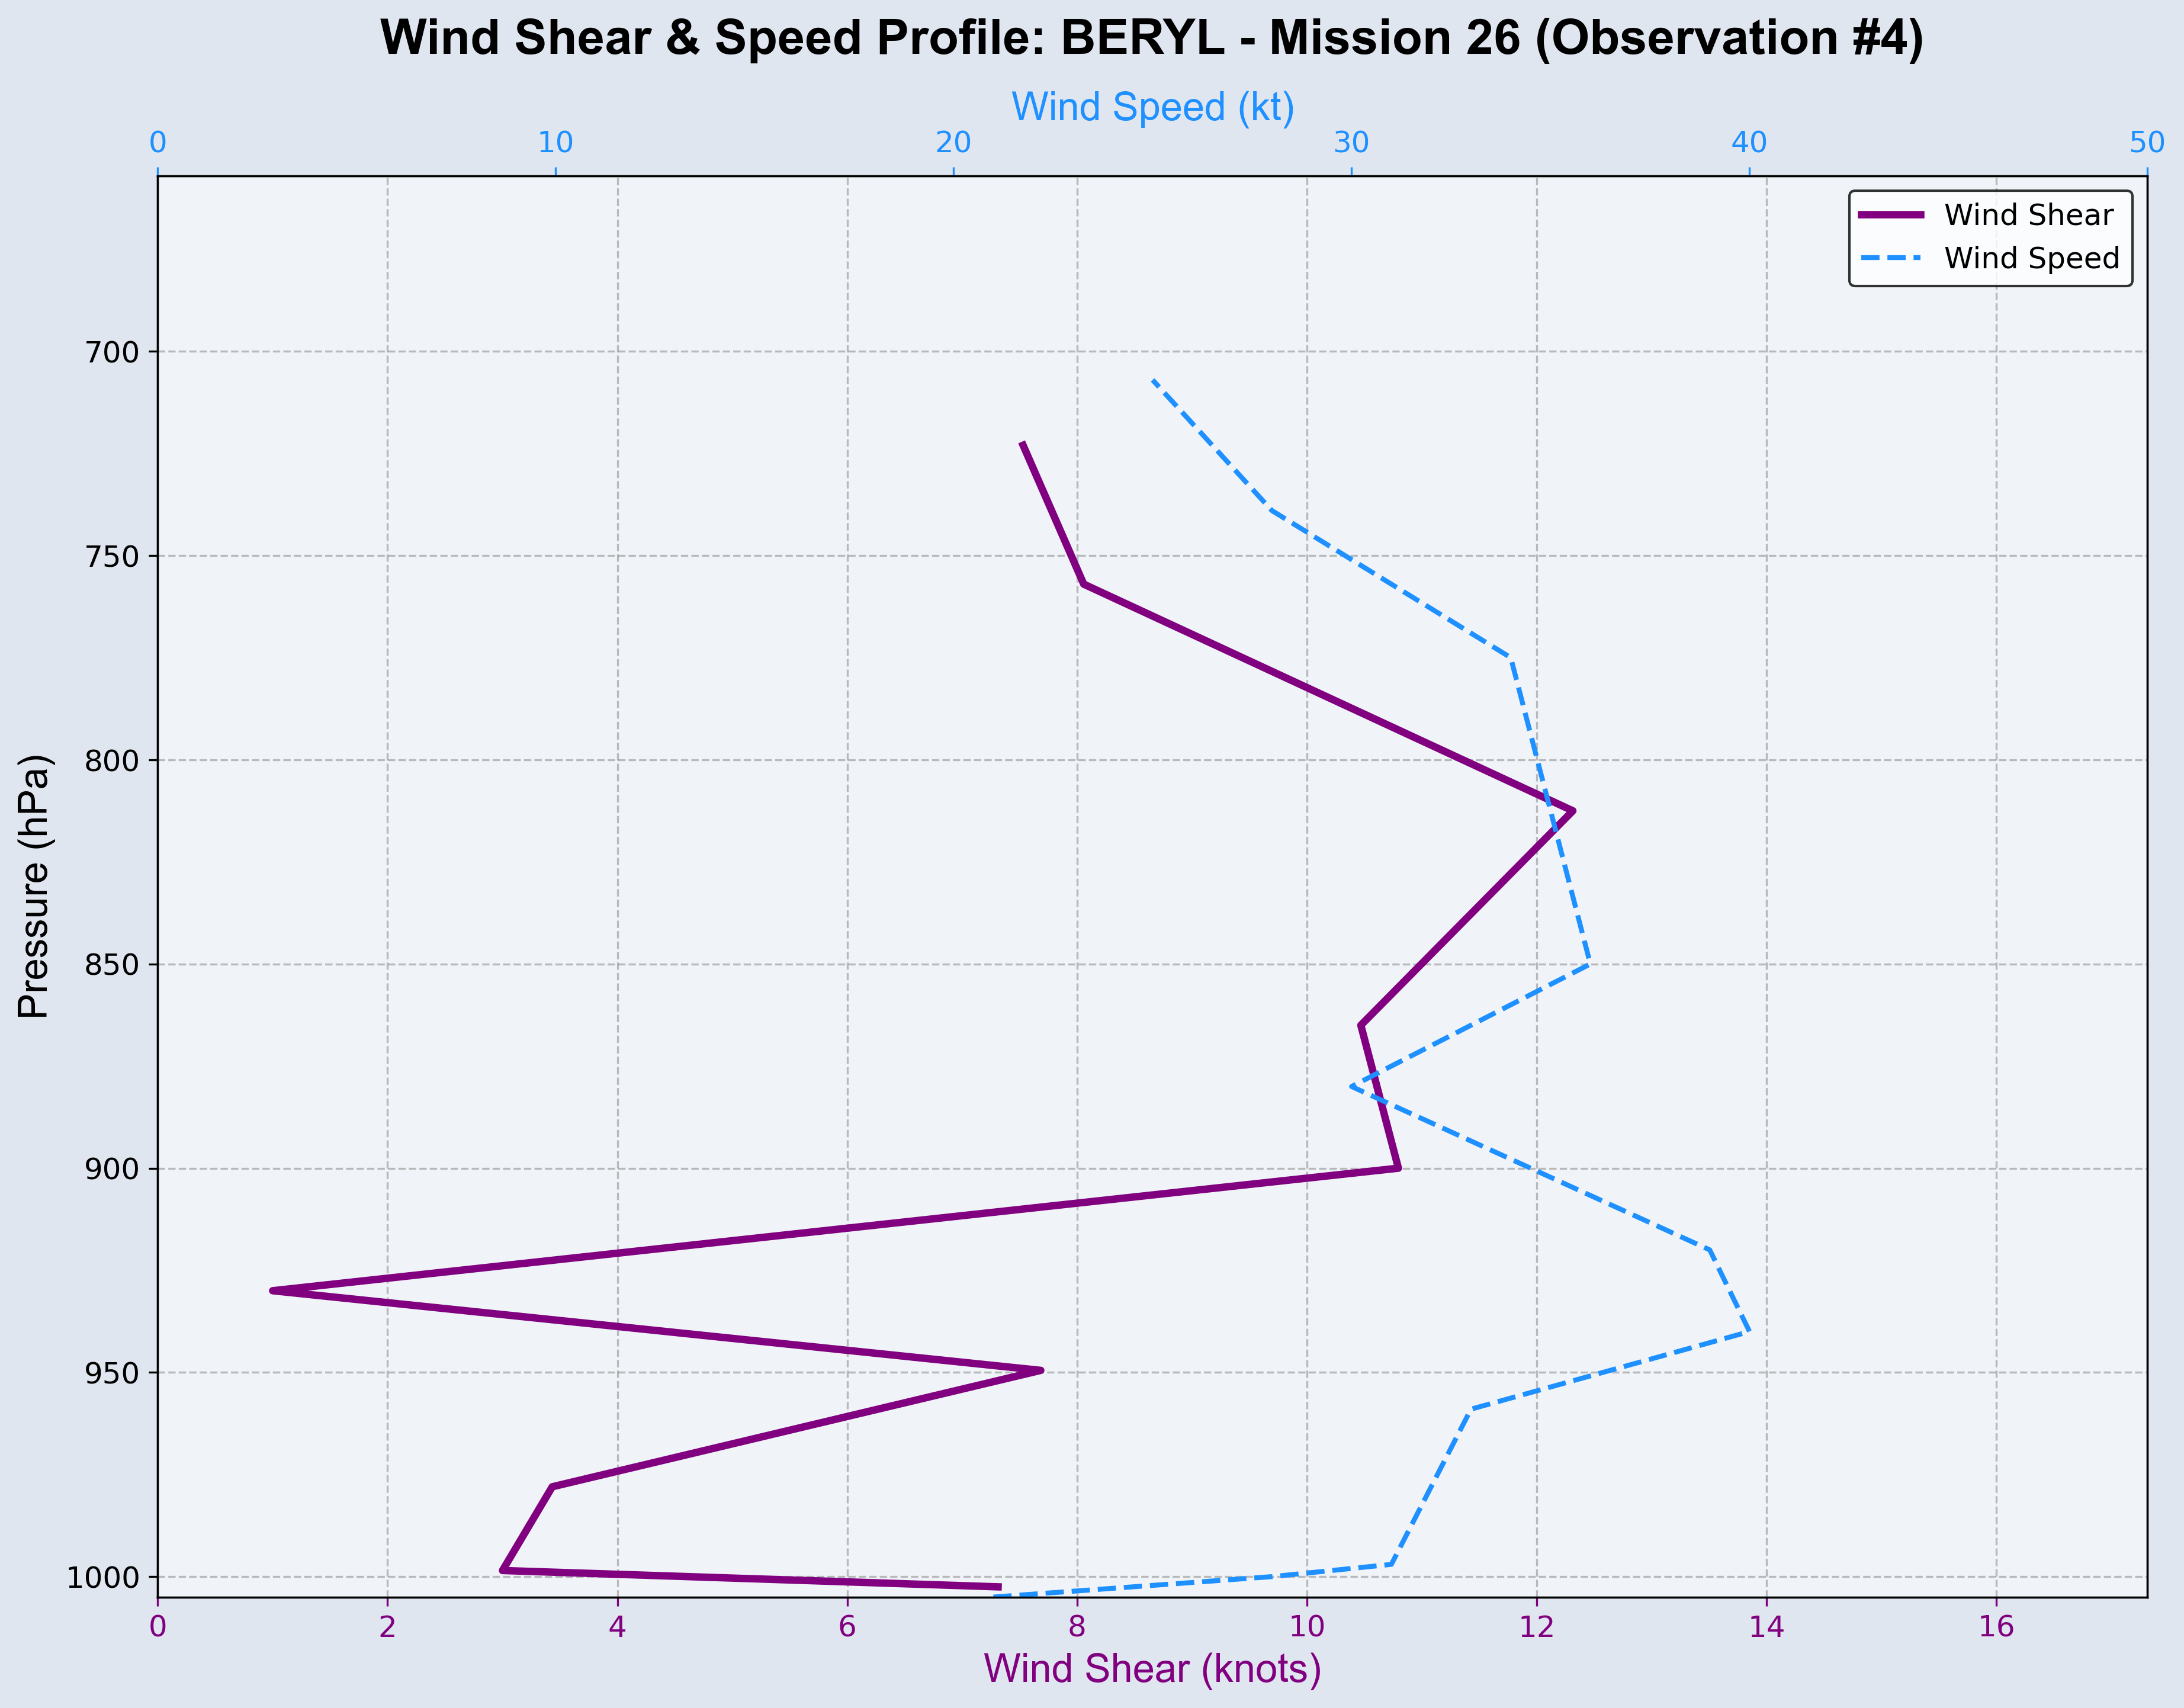 Wind Shear & Speed Profile: BERYL - Mission 26 (Observation #4)
Wind Speed (kt)
0 10 20 30 40 50
Wind Shear
Wind Speed
Pressure (hPa)
700
750
800
850
900
950
1000
0 2 4 6 8 10 12 14 16
Wind Shear (knots)